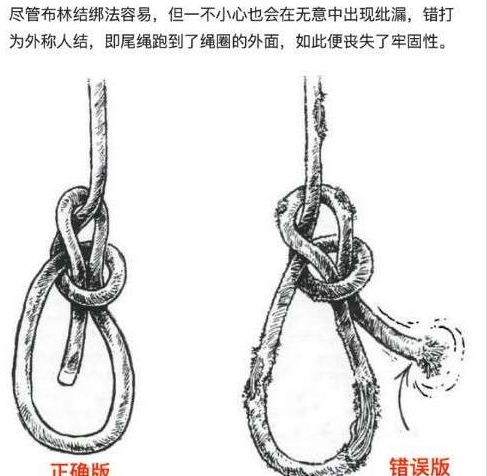 尽管布林结绑法容易，但一不小心也会在无意中出现纰漏，错打
为外称人结，即尾绳跑到了绳圈的外面，如此便丧失了牢固性。
正确版
错误版